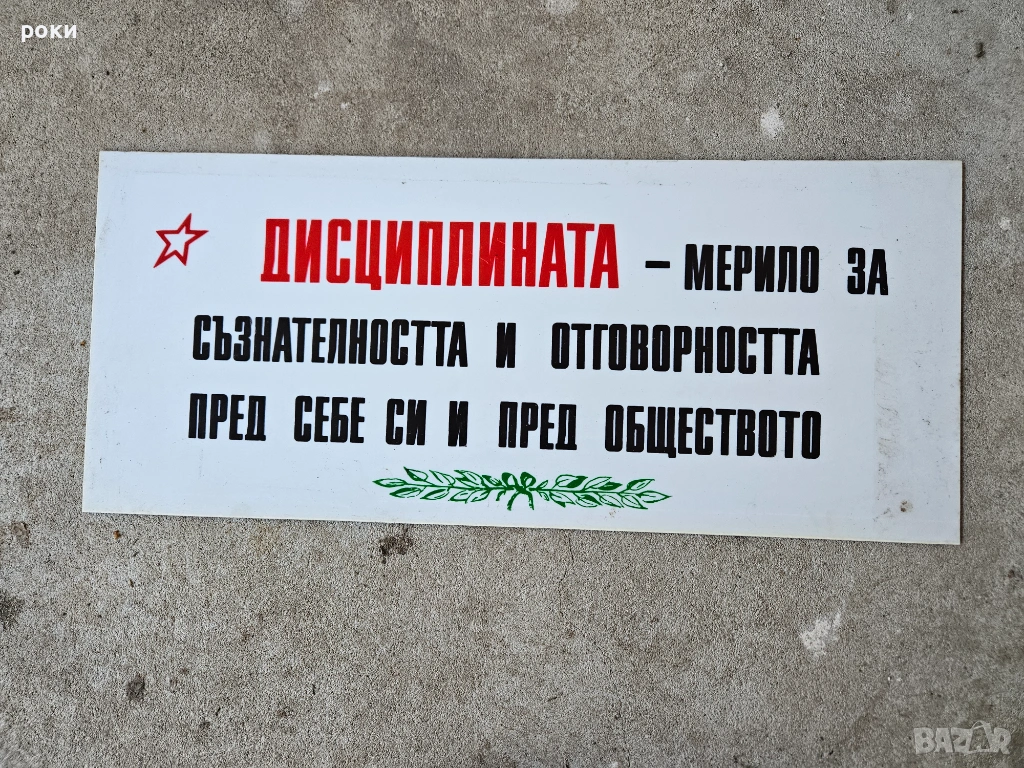 роки
ДИСЦИПЛИНАТА – МЕРИЛО ЗА
СЪЗНАТЕЛНОСТТА И ОТГОВОРНОСТТА
ПРЕД СЕБЕ СИ И ПРЕД ОБЩЕСТВОТО
BAZAR